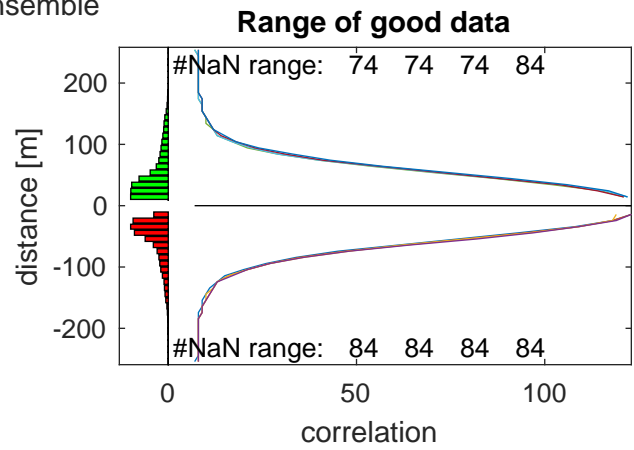 Range of good data
#NaN range: 74 74 74 84
200
100
0
-100
-200
distance [m]
#NaN range: 84 84 84 84
0 50 100
correlation